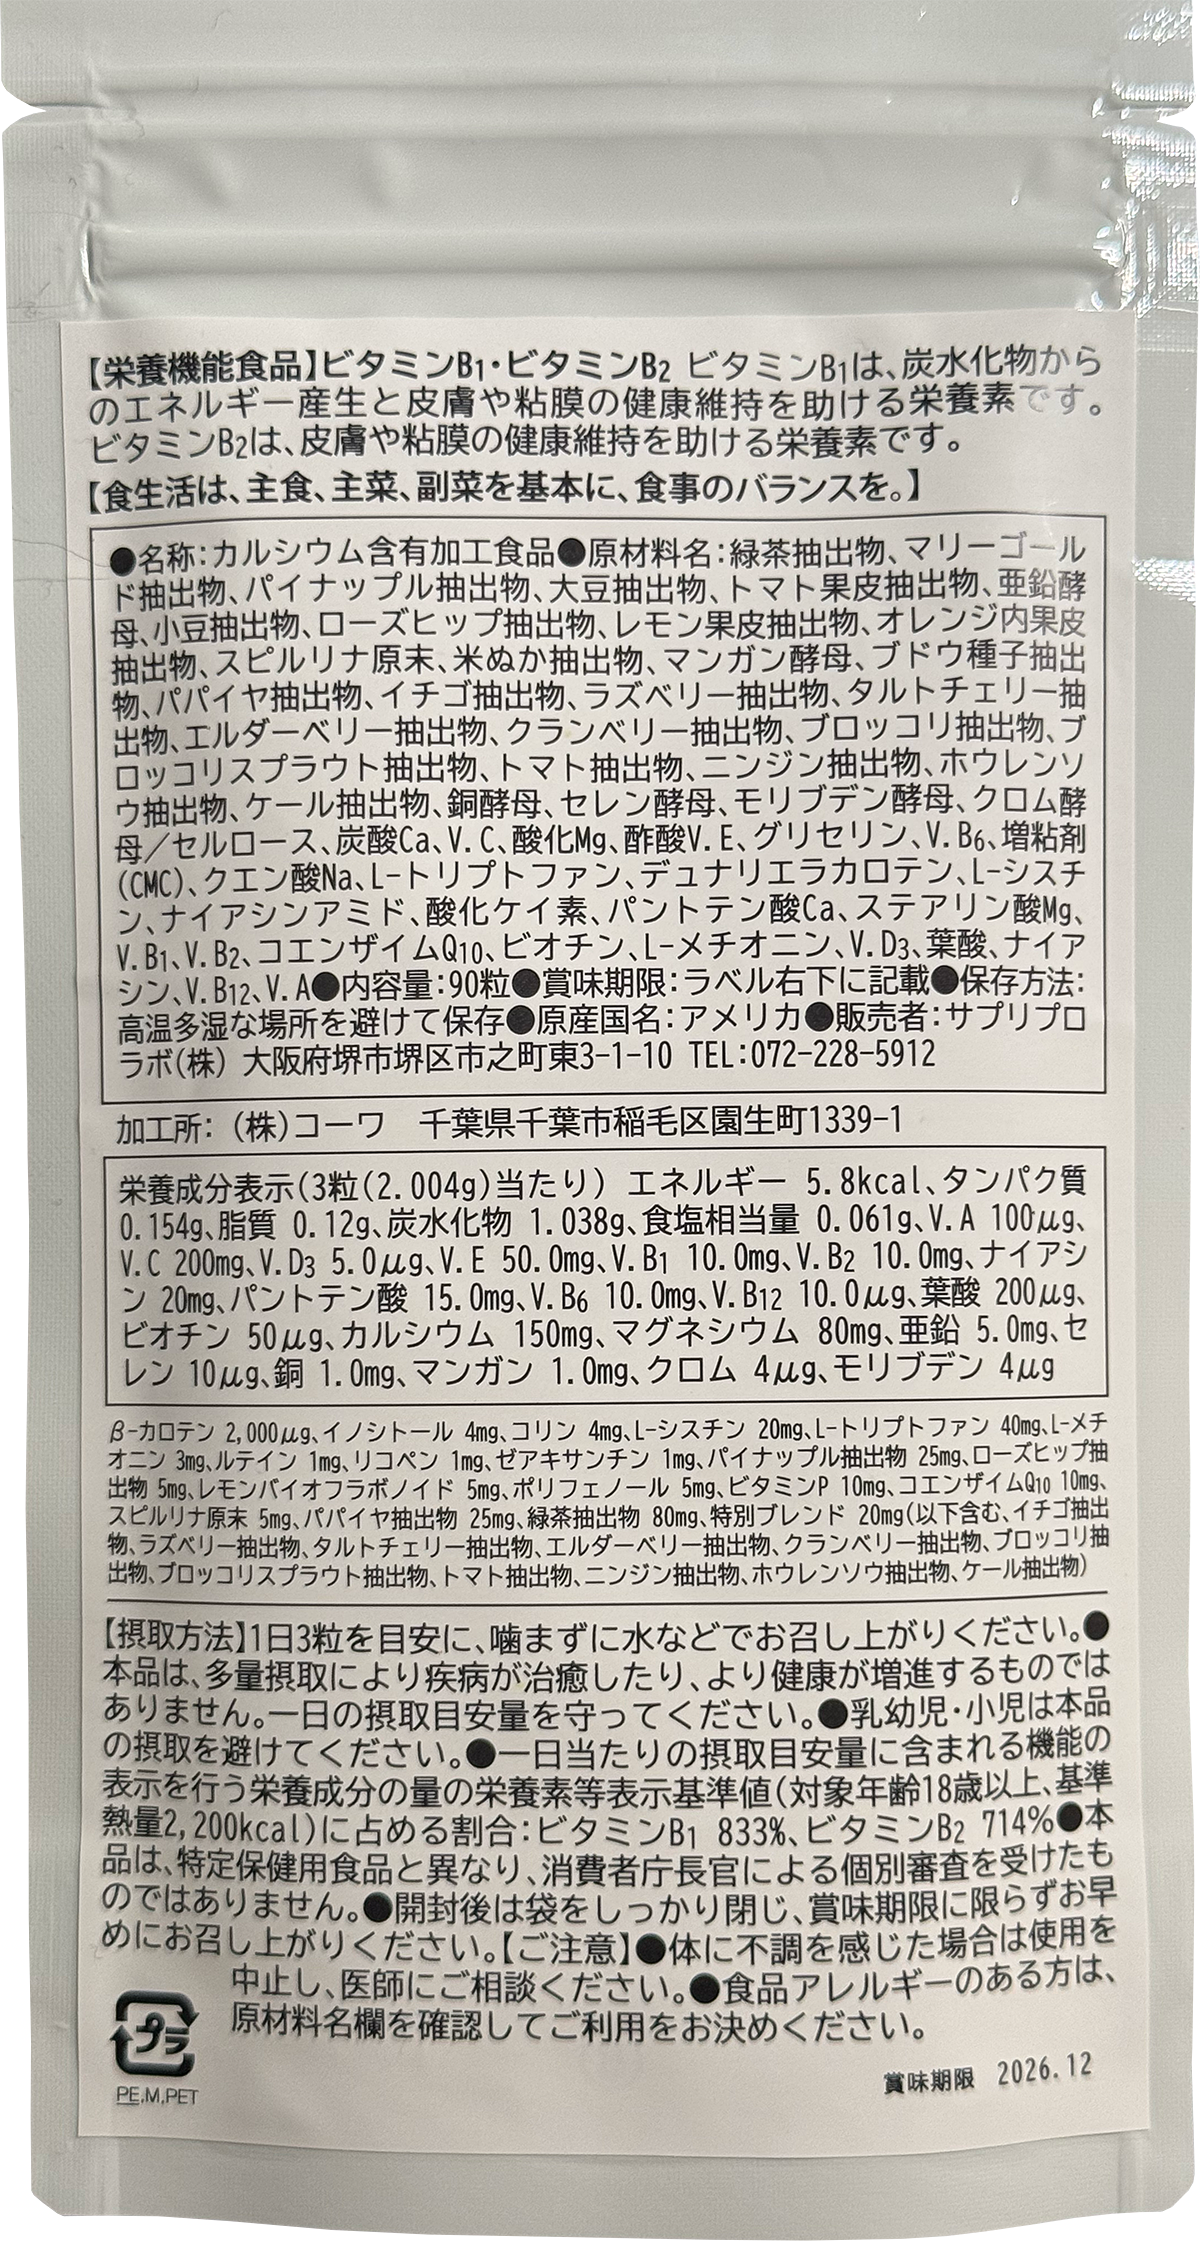 【栄養機能食品】ビタミンB1・ビタミンB2 ビタミンB1は、炭水化物から
のエネルギー産生と皮膚や粘膜の健康維持を助ける栄養素です。
ビタミンB2は、皮膚や粘膜の健康維持を助ける栄養素です。
【食生活は、主食、主菜、副菜を基本に、食事のバランスを。】
●名称:カルシウム含有加工食品●原材料名:緑茶抽出物、マリーゴール
ド抽出物、パイナップル抽出物、大豆抽出物、トマト果皮抽出物、亜鉛酵
母、小豆抽出物、ローズヒップ抽出物、レモン果皮抽出物、オレンジ内果皮
抽出物、スピルリナ原末、米ぬか抽出物、マンガン酵母、ブドウ種子抽出
物、パパイヤ抽出物、イチゴ抽出物、ラズベリー抽出物、タルトチェリー抽
出物、エルダーベリー抽出物、クランベリー抽出物、ブロッコリ抽出物、ブ
ロッコリスプラウト抽出物、トマト抽出物、ニンジン抽出物、ホウレンソ
ウ抽出物、ケール抽出物、銅酵母、セレン酵母、モリブデン酵母、クロム酵
母/セルロース、炭酸Ca、V.C、酸化Mg、酢酸V.E、グリセリン、V.B6、増粘剤
(CMC)、クエン酸Na、L-トリプトファン、デュナリエラカロテン、L-シスチ
ン、ナイアシンアミド、酸化ケイ素、パントテン酸Ca、ステアリン酸Mg、
V.B1、V.B2、コエンザイムQ10、ビオチン、L-メチオニン、V.D3、葉酸、ナイア
シン、V.B12、V.A●内容量:90粒●賞味期限:ラベル右下に記載●保存方法:
高温多湿な場所を避けて保存●原産国名:アメリカ●販売者:サプリプロ
ラボ(株) 大阪府堺市堺区市之町東3-1-10 TEL:072-228-5912
加工所: (株)コーワ 千葉県千葉市稲毛区園生町1339-1
栄養成分表示(3粒(2.004g)当たり) エネルギー 5.8kcal、タンパク質
0.154g、脂質 0.12g、炭水化物 1.038g、食塩相当量 0.061g、V.A 100μg、
V.C 200mg、V.D3 5.0μg、V.E 50.0mg、V.B1 10.0mg、V.B2 10.0mg、ナイアシ
ン 20mg、パントテン酸 15.0mg、V.B6 10.0mg、V.B12 10.0μg、葉酸 200μg、
ビオチン 50μg、カルシウム 150mg、マグネシウム 80mg、亜鉛 5.0mg、セ
レン 10μg、銅 1.0mg、マンガン 1.0mg、クロム 4μg、モリブデン 4μg
β-カロテン 2,000μg、イノシトール 4mg、コリン 4mg、L-シスチン 20mg、L-トリプトファン 40mg、L-メチ
オニン 3mg、ルテイン 1mg、リコペン 1mg、ゼアキサンチン 1mg、パイナップル抽出物 25mg、ローズヒップ抽
出物 5mg、レモンバイオフラボノイド 5mg、ポリフェノール 5mg、ビタミンP 10mg、コエンザイムQ10 10mg、
スピルリナ原末 5mg、パパイヤ抽出物 25mg、緑茶抽出物 80mg、特別ブレンド 20mg(以下含む、イチゴ抽出
物、ラズベリー抽出物、タルトチェリー抽出物、エルダーベリー抽出物、クランベリー抽出物、ブロッコリ抽
出物、ブロッコリスプラウト抽出物、トマト抽出物、ニンジン抽出物、ホウレンソウ抽出物、ケール抽出物)
【摂取方法】1日3粒を目安に、噛まずに水などでお召し上がりください。●
本品は、多量摂取により疾病が治癒したり、より健康が増進するものでは
ありません。一日の摂取目安量を守ってください。●乳幼児・小児は本品
の摂取を避けてください。●一日当たりの摂取目安量に含まれる機能の
表示を行う栄養成分の量の栄養素等表示基準値(対象年齢18歳以上、基準
熱量2,200kcal)に占める割合:ビタミンB1 833%、ビタミンB2 714%●本
品は、特定保健用食品と異なり、消費者庁長官による個別審査を受けたも
のではありません。●開封後は袋をしっかり閉じ、賞味期限に限らずお早
めにお召し上がりください。【ご注意】●体に不調を感じた場合は使用を
中止し、医師にご相談ください。●食品アレルギーのある方は、
原材料名欄を確認してご利用をお決めください。
プラ
PE,M,PET
賞味期限 2026.12